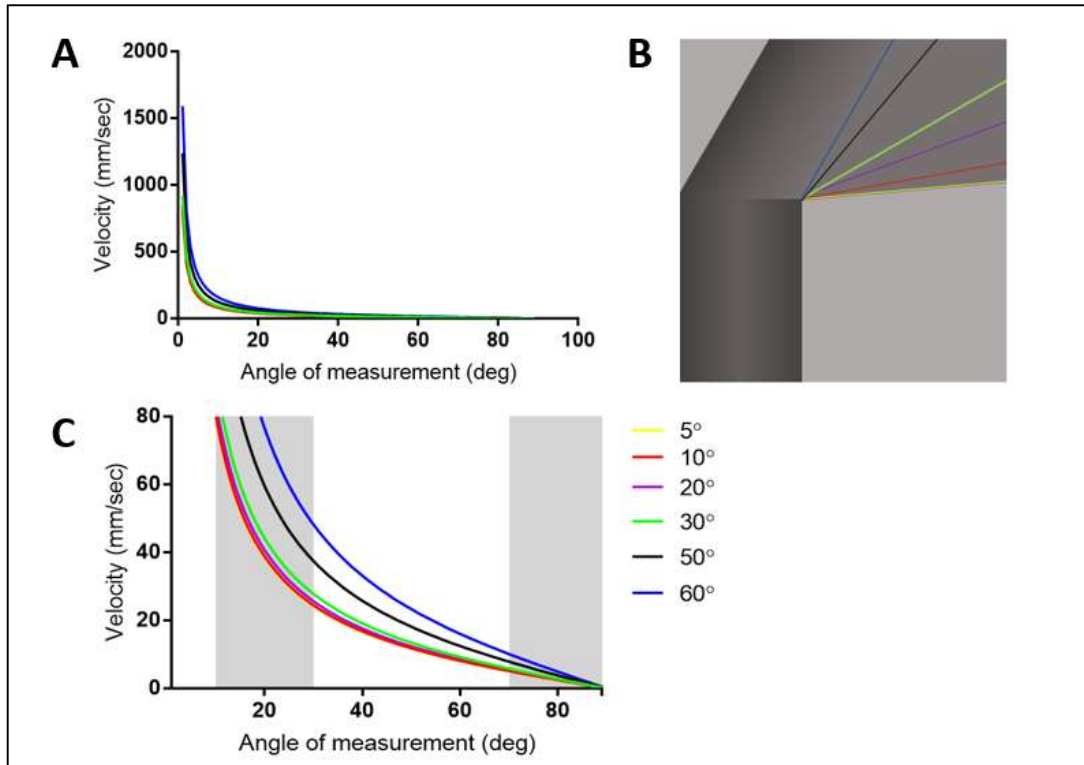 A
2000
1500
1000
500
0
Velocity (mm/sec)
0 20 40 60 80 100
Angle of measurement (deg)
B
C
80
60
40
20
0
Velocity (mm/sec)
20 40 60 80
Angle of measurement (deg)
5°
10°
20°
30°
50°
60°